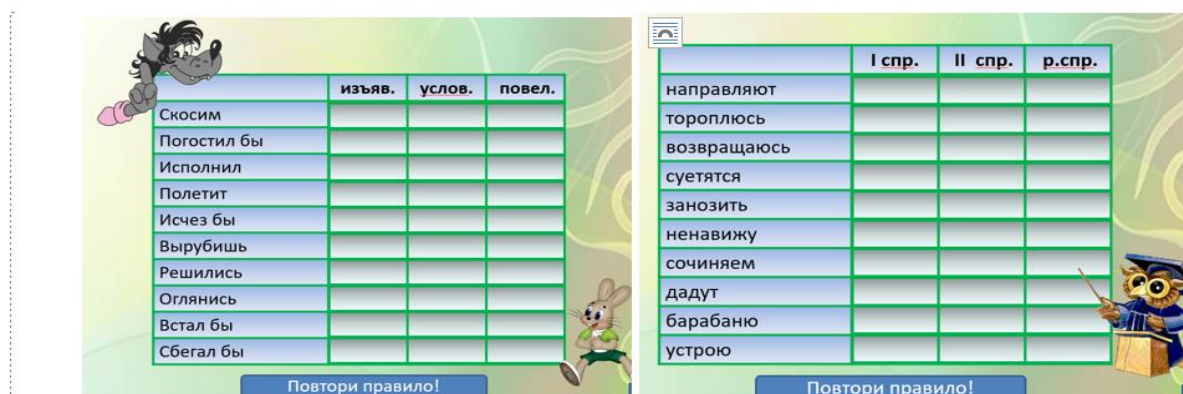 изъяв. услов. повел.
Скосим
Погостил бы
Исполнил
Полетит
Исчез бы
Вырубишь
Решились
Оглянись
Встал бы
Сбегал бы
Повтори правило!
I спр. II спр. р.спр.
направляют
тороплюсь
возвращаюсь
суетятся
занозить
ненавижу
сочиняем
дадут
барабаню
устрою
Повтори правило!